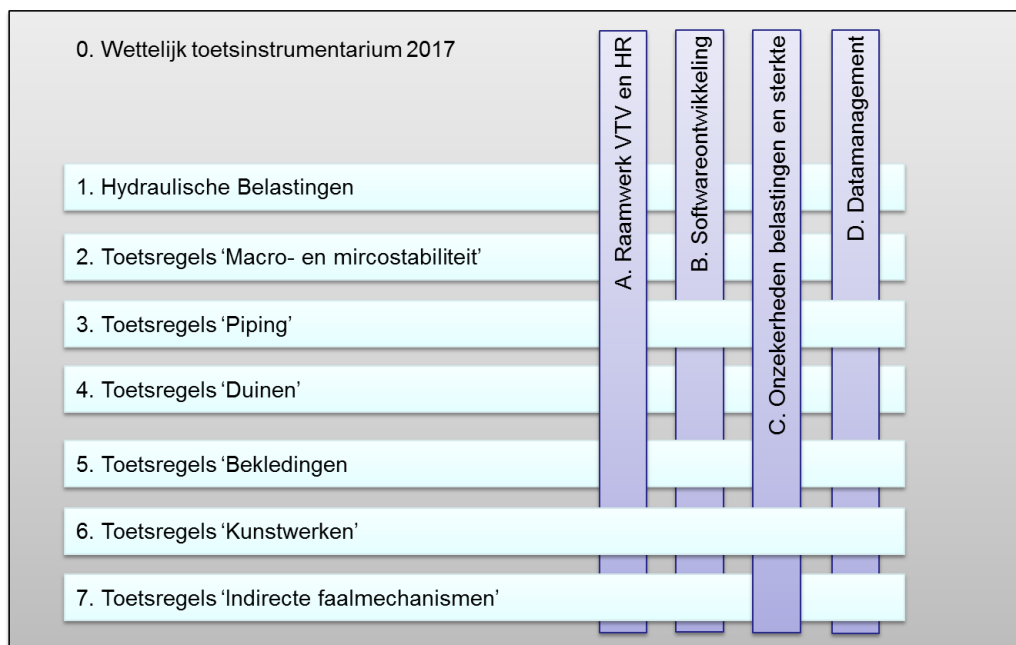 0. Wettelijk toetsinstrumentarium 2017
A. Raamwerk VTV en HR
B. Softwareontwikkeling
C. Onzekerheden belastingen en sterkte
D. Datamanagement
1. Hydraulische Belastingen
2. Toetsregels ‘Macro- en mircostabiliteit’
3. Toetsregels ‘Piping’
4. Toetsregels ‘Duinen’
5. Toetsregels ‘Bekledingen
6. Toetsregels ‘Kunstwerken’
7. Toetsregels ‘Indirecte faalmechanismen’